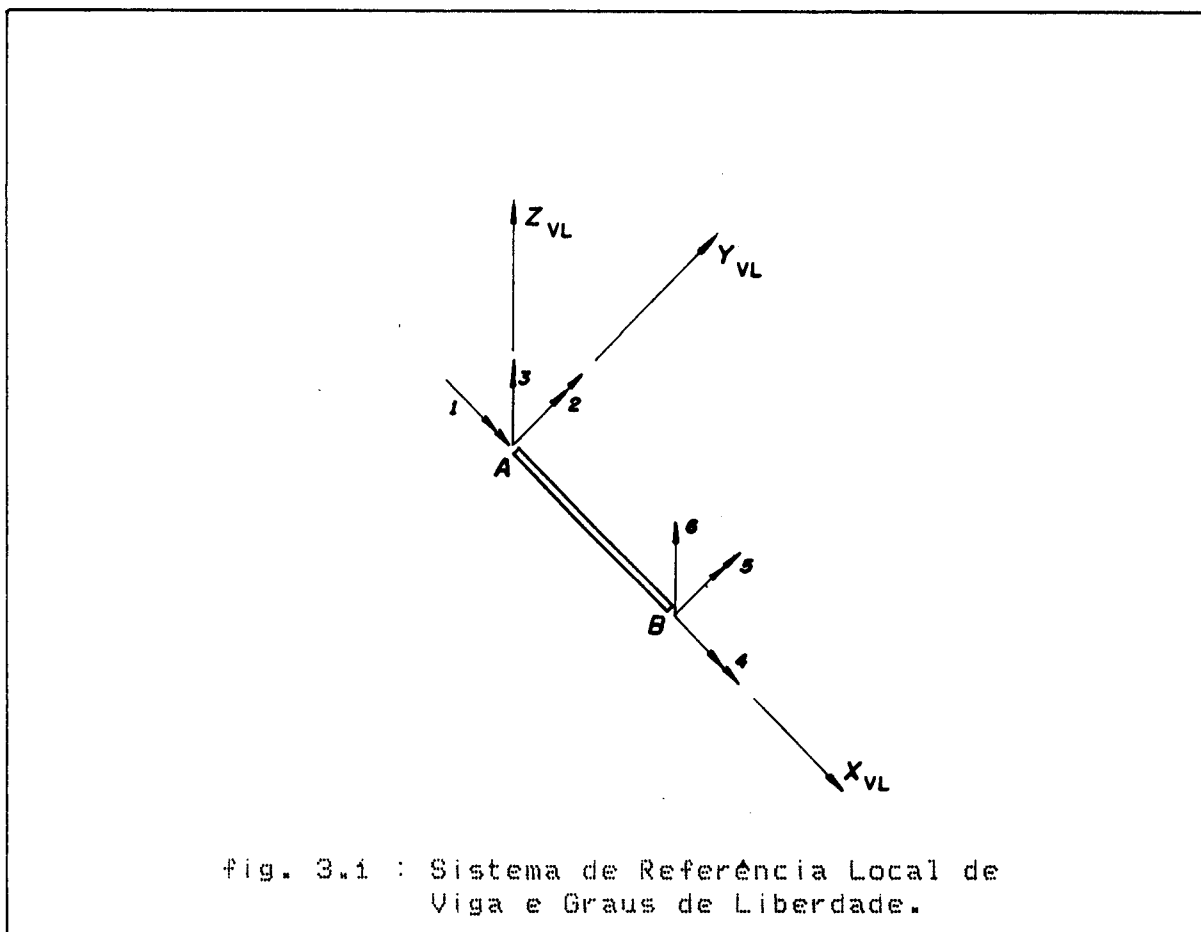 Z VL
Y VL
3
2
1
A
6
5
B
4
X VL
fig. 3.1 : Sistema de Referência Local de
Viga e Graus de Liberdade.